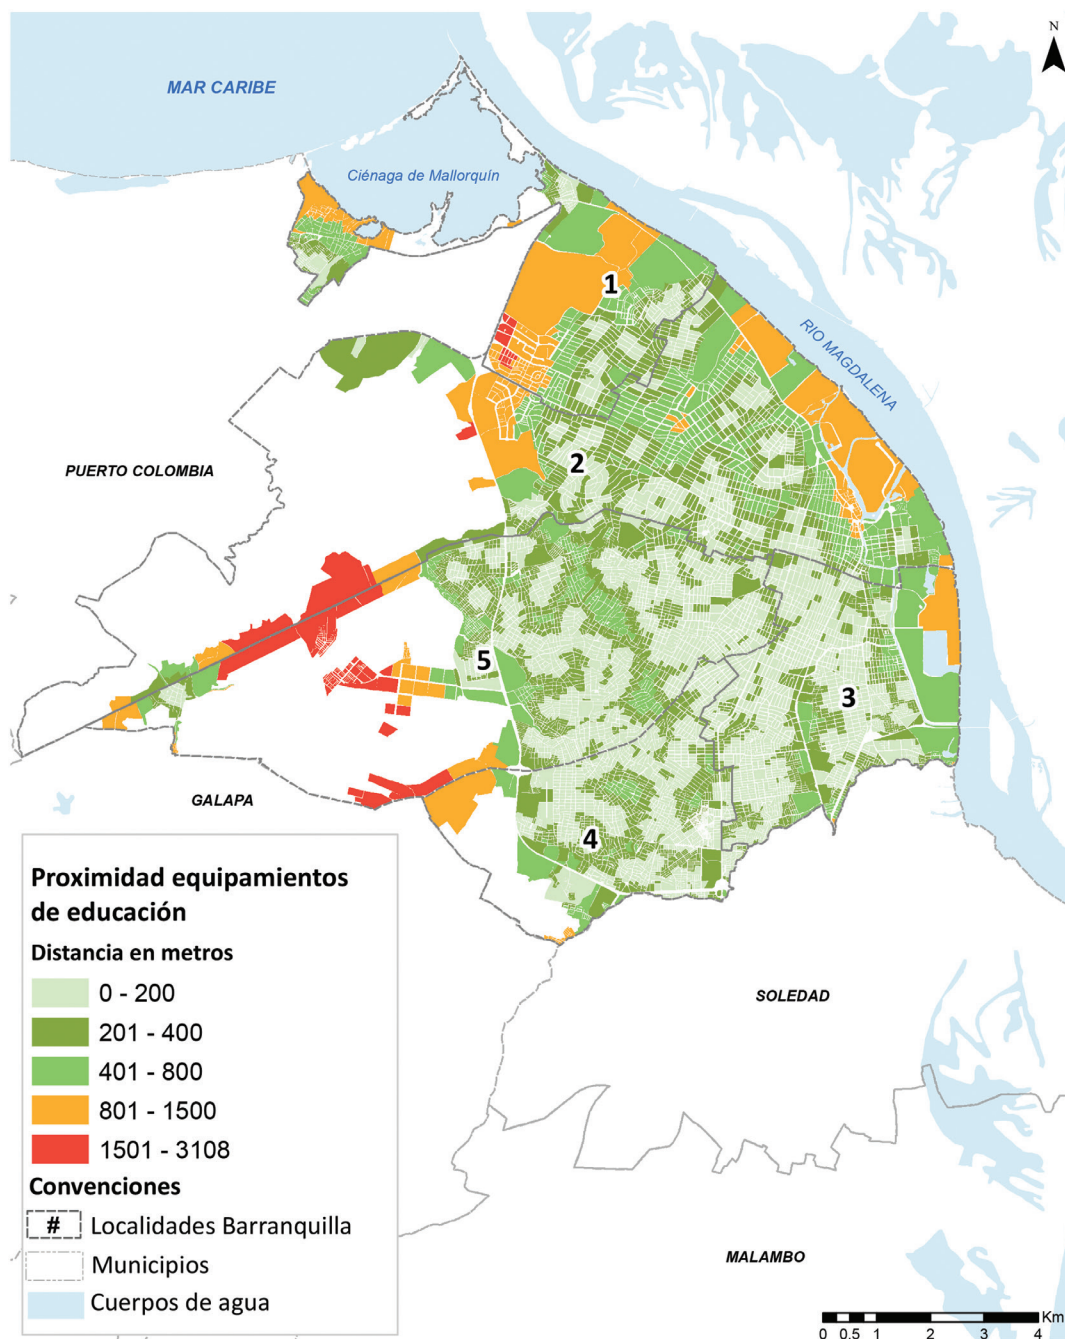 N
MAR CARIBE
Ciénaga de Mallorquín
1
RIO MAGDALENA
2
PUERTO COLOMBIA
5
3
GALAPA
4
Proximidad equipamientos
de educación
Distancia en metros
0 - 200
201 - 400
401 - 800
801 - 1500
1501 - 3108
Convenciones
# Localidades Barranquilla
Municipios
Cuerpos de agua
SOLEDAD
MALAMBO
Km
0 0.5 1 2 3 4